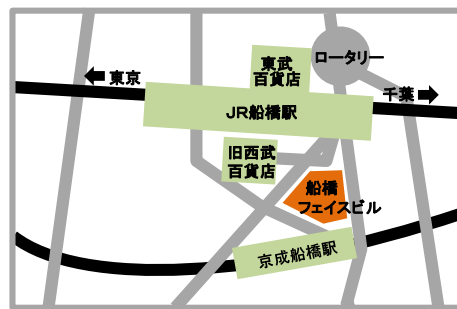 ロータリー
東武
百貨店
東京
千葉
JR船橋駅
旧西武
百貨店
船橋
フェイスビル
京成船橋駅